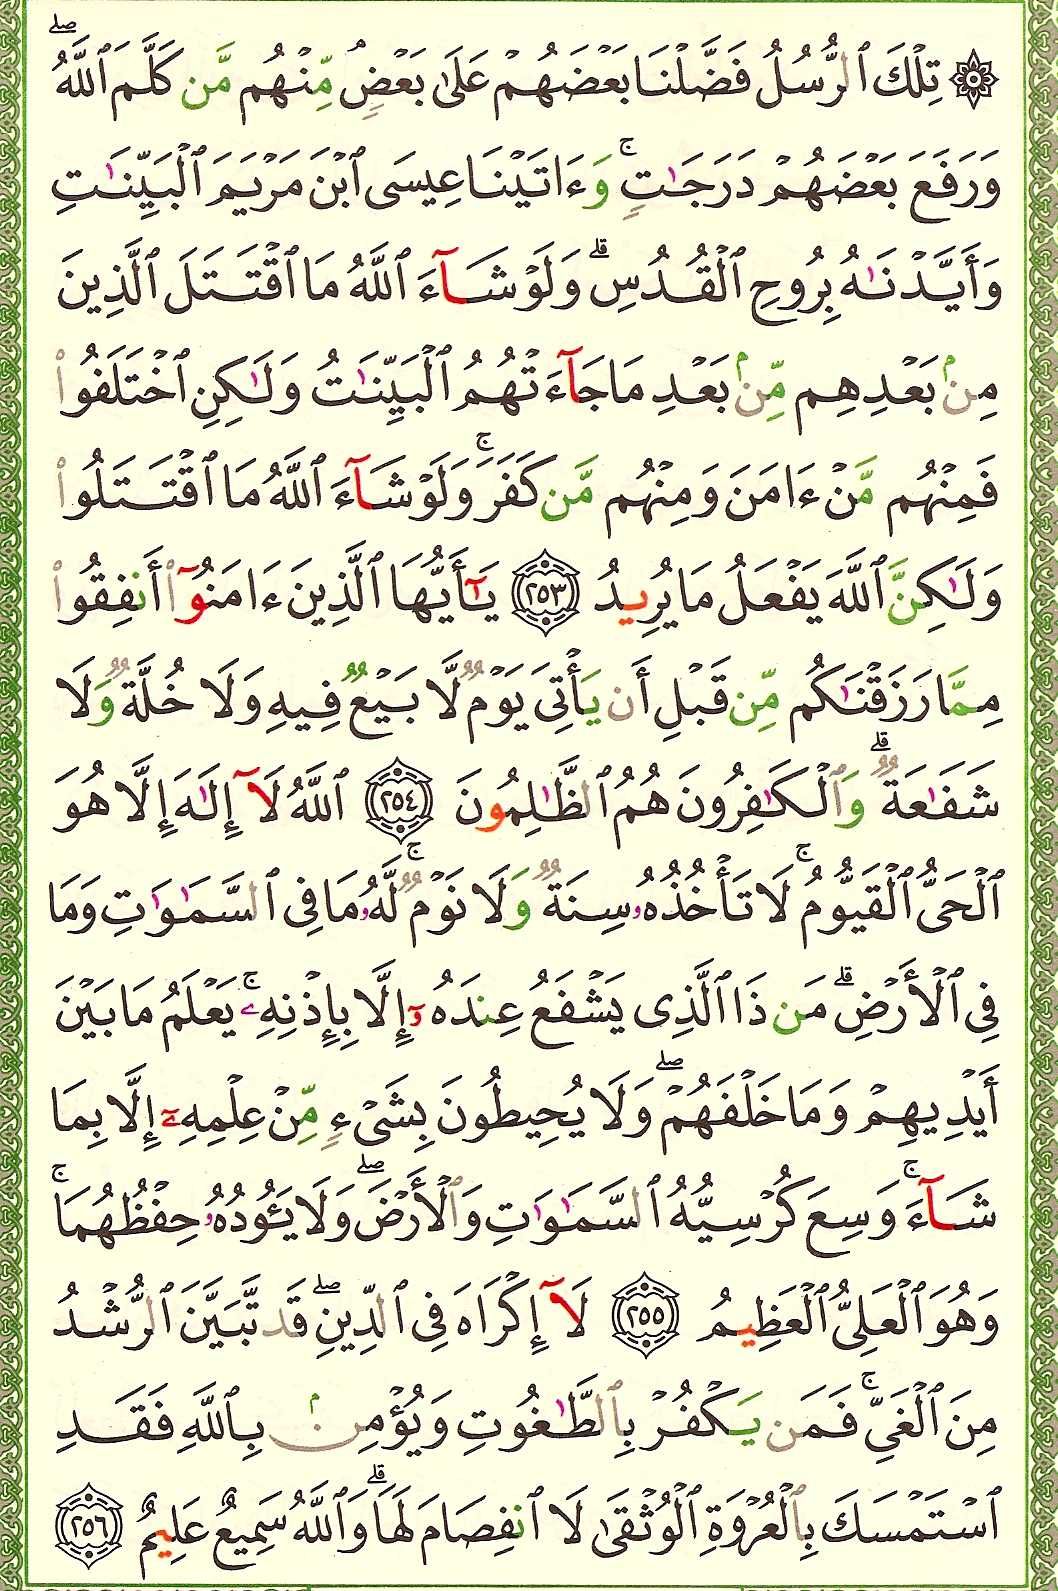 ۞ تِلْكَ ٱلرُّسُلُ فَضَّلْنَا بَعْضَهُمْ عَلَىٰ بَعْضٍۢ مِّنْهُم مَّن كَلَّمَ ٱللَّهُ ۖ
وَرَفَعَ بَعْضَهُمْ دَرَجَـٰتٍۢ ۚ وَءَاتَيْنَا عِيسَى ٱبْنَ مَرْيَمَ ٱلْبَيِّنَـٰتِ
وَأَيَّدْنَـٰهُ بِرُوحِ ٱلْقُدُسِ ۗ وَلَوْ شَآءَ ٱللَّهُ مَا ٱقْتَتَلَ ٱلَّذِينَ
مِنۢ بَعْدِهِم مِّنۢ بَعْدِ مَا جَآءَتْهُمُ ٱلْبَيِّنَـٰتُ وَلَـٰكِنِ ٱخْتَلَفُوا۟
فَمِنْهُم مَّنْ ءَامَنَ وَمِنْهُم مَّن كَفَرَ ۚ وَلَوْ شَآءَ ٱللَّهُ مَا ٱقْتَتَلُوا۟
وَلَـٰكِنَّ ٱللَّهَ يَفْعَلُ مَا يُرِيدُ ٢٥٣ يَـٰٓأَيُّهَا ٱلَّذِينَ ءَامَنُوٓا۟ أَنفِقُوا۟
مِمَّا رَزَقْنَـٰكُم مِّن قَبْلِ أَن يَأْتِىَ يَوْمٌۭ لَّا بَيْعٌۭ فِيهِ وَلَا خُلَّةٌۭ وَلَا
شَفَـٰعَةٌۭ ۗ وَٱلْكَـٰفِرُونَ هُمُ ٱلظَّـٰلِمُونَ ٢٥٤ ٱللَّهُ لَآ إِلَـٰهَ إِلَّا هُوَ
ٱلْحَىُّ ٱلْقَيُّومُ ۚ لَا تَأْخُذُهُۥ سِنَةٌۭ وَلَا نَوْمٌۭ ۚ لَّهُۥ مَا فِى ٱلسَّمَـٰوَٰتِ وَمَا
فِى ٱلْأَرْضِ ۗ مَن ذَا ٱلَّذِى يَشْفَعُ عِندَهُۥٓ إِلَّا بِإِذْنِهِۦ ۚ يَعْلَمُ مَا بَيْنَ
أَيْدِيهِمْ وَمَا خَلْفَهُمْ ۖ وَلَا يُحِيطُونَ بِشَىْءٍۢ مِّنْ عِلْمِهِۦٓ إِلَّا بِمَا
شَآءَ ۚ وَسِعَ كُرْسِيُّهُ ٱلسَّمَـٰوَٰتِ وَٱلْأَرْضَ ۖ وَلَا يَـُٔودُهُۥ حِفْظُهُمَا ۚ
وَهُوَ ٱلْعَلِىُّ ٱلْعَظِيمُ ٢٥٥ لَآ إِكْرَاهَ فِى ٱلدِّينِ ۖ قَد تَّبَيَّنَ ٱلرُّشْدُ
مِنَ ٱلْغَىِّ ۚ فَمَن يَكْفُرْ بِٱلطَّـٰغُوتِ وَيُؤْمِنۢ بِٱللَّهِ فَقَدِ
ٱسْتَمْسَكَ بِٱلْعُرْوَةِ ٱلْوُثْقَىٰ لَا ٱنفِصَامَ لَهَا ۗ وَٱللَّهُ سَمِيعٌ عَلِيمٌ ٢٥٦